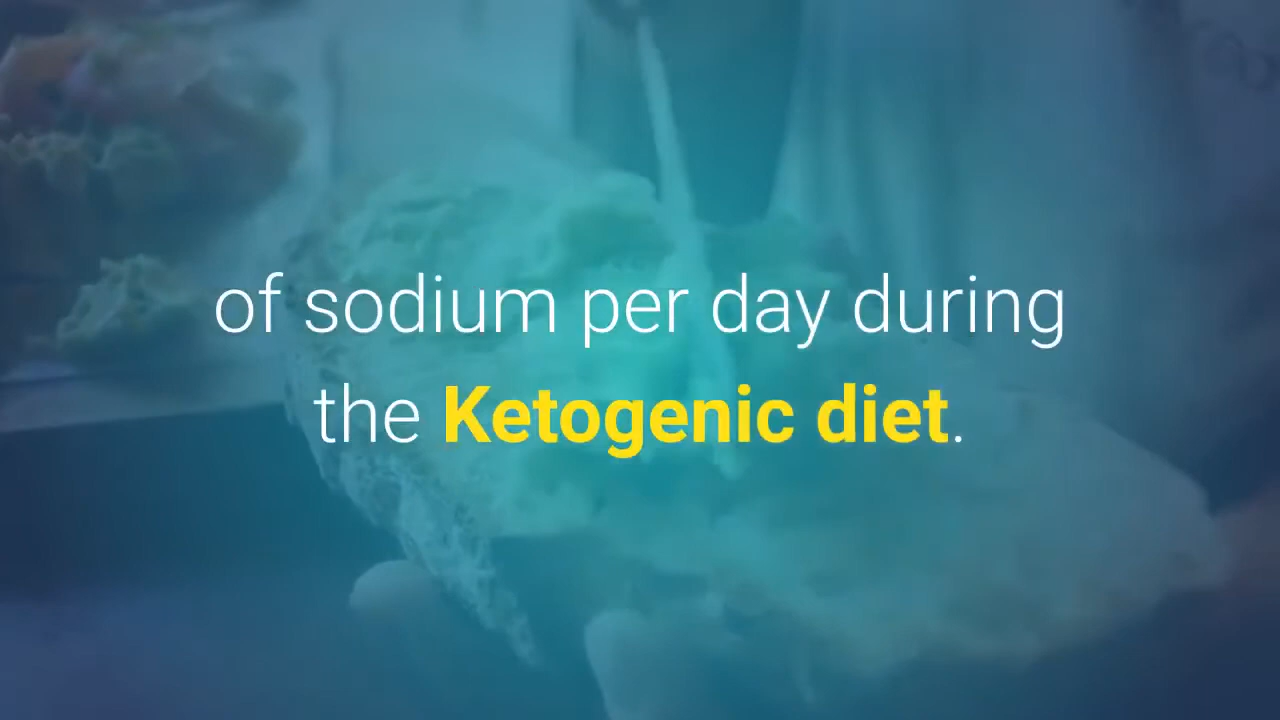 of sodium per day during
the Ketogenic diet.